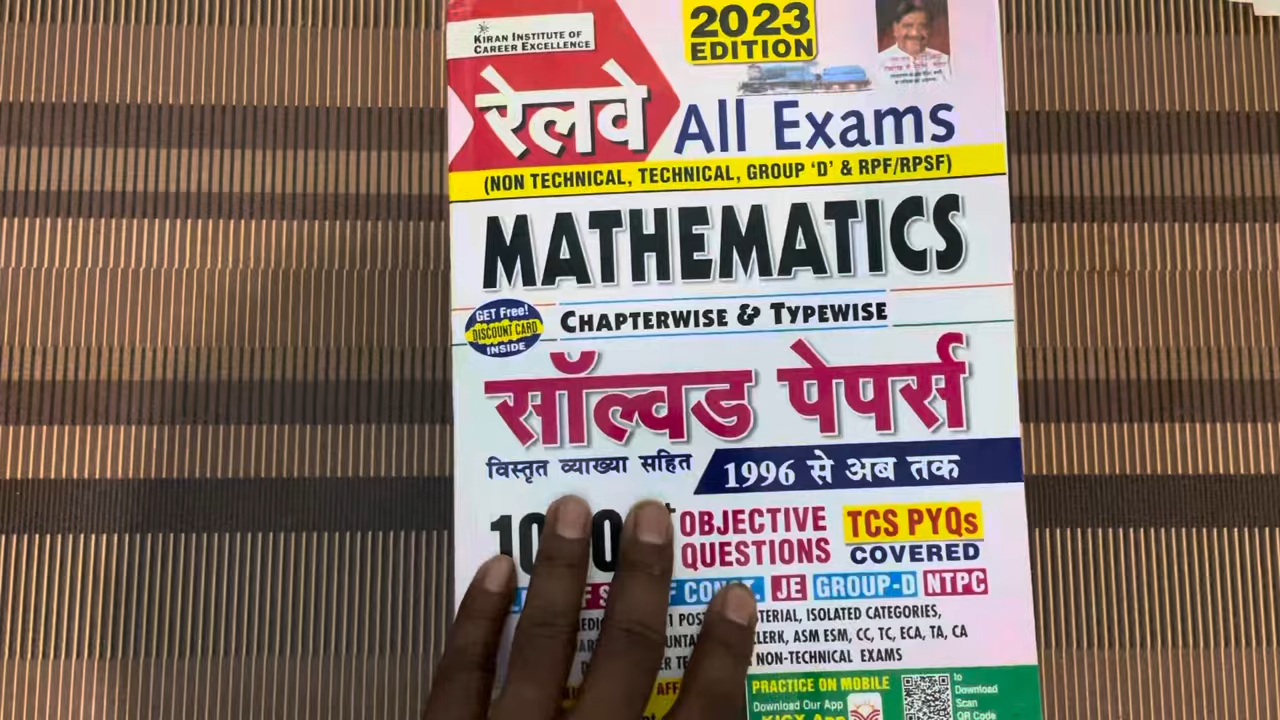 KIRAN INSTITUTE OF
CAREER EXCELLENCE
2023
EDITION
रेलवे All Exams
(NON TECHNICAL, TECHNICAL, GROUP 'D' & RPF/RPSF)
MATHEMATICS
GET Free!
DISCOUNT CARD
INSIDE
CHAPTERWISE & TYPEWISE
सॉल्वड पेपर्स
विस्तृत व्याख्या सहित
1996 से अब तक
OBJECTIVE
QUESTIONS
TCS PYQs
COVERED
JE GROUP-D NTPC
ISOLATED CATEGORIES,
ASM ESM, CC, TC, ECA, TA, CA
NON-TECHNICAL EXAMS
PRACTICE ON MOBILE
Download Our App
to
Download
Scan
QR Code